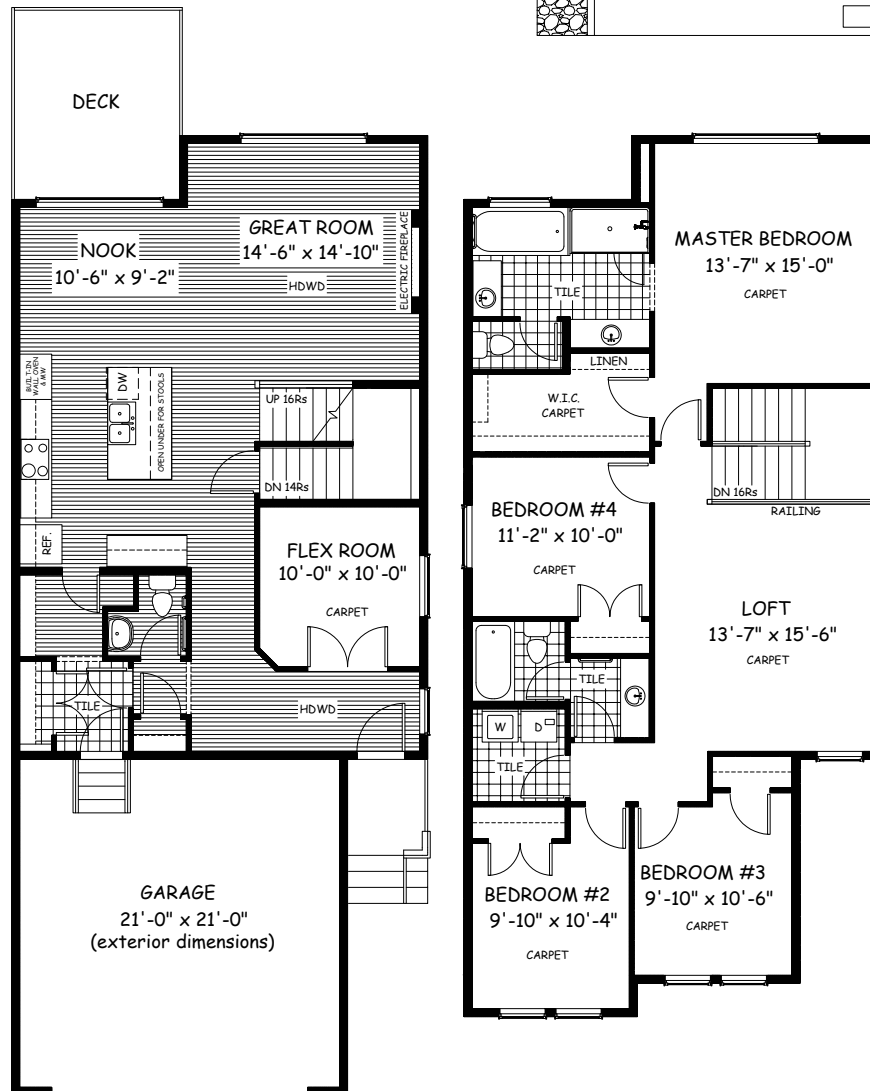 DECK
GREAT ROOM
14'-6" x 14'-10"
HDWD
ELECTRIC FIREPLACE
NOOK
10'-6" x 9'-2"
BUILT-IN
WALL OVEN
& MW
DW
OPEN UNDER FOR STOOLS
UP 16Rs
DN 14Rs
REF.
FLEX ROOM
10'-0" x 10'-0"
CARPET
TILE
HDWD
GARAGE
21'-0" x 21'-0"
(exterior dimensions)
MASTER BEDROOM
13'-7" x 15'-0"
CARPET
TILE
LINEN
W.I.C.
CARPET
DN 16Rs
RAILING
BEDROOM #4
11'-2" x 10'-0"
CARPET
LOFT
13'-7" x 15'-6"
CARPET
TILE
W
D
TILE
BEDROOM #2
9'-10" x 10'-4"
CARPET
BEDROOM #3
9'-10" x 10'-6"
CARPET